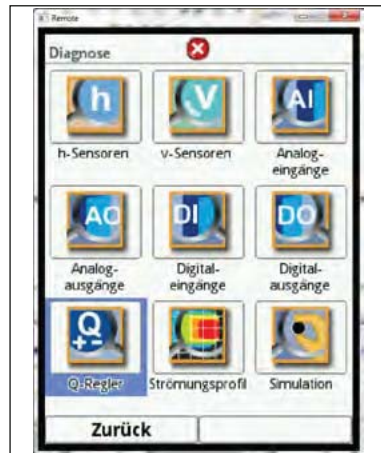 Remote
Diagnose
h
V
AI
h-Sensoren
v-Sensoren
Analog-
eingänge
AO
DI
DO
Analog-
ausgänge
Digital-
eingänge
Digital-
ausgänge
Q
+-
Q-Regler
Strömungsprofil
Simulation
Zurück